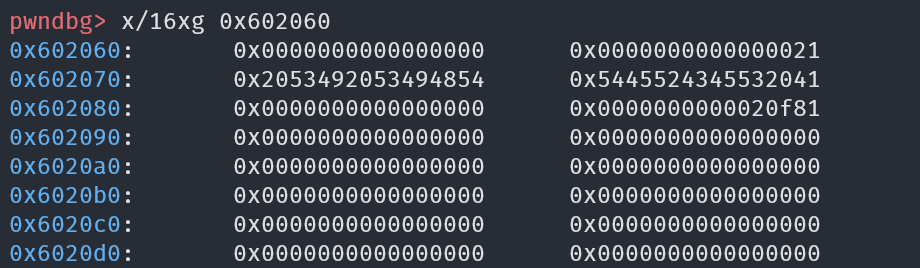 pwndbg> x/16xg 0x602060
0x602060: 0x0000000000000000 0x0000000000000021
0x602070: 0x2053492053494854 0x5445524345532041
0x602080: 0x0000000000000000 0x0000000000020f81
0x602090: 0x0000000000000000 0x0000000000000000
0x6020a0: 0x0000000000000000 0x0000000000000000
0x6020b0: 0x0000000000000000 0x0000000000000000
0x6020c0: 0x0000000000000000 0x0000000000000000
0x6020d0: 0x0000000000000000 0x0000000000000000